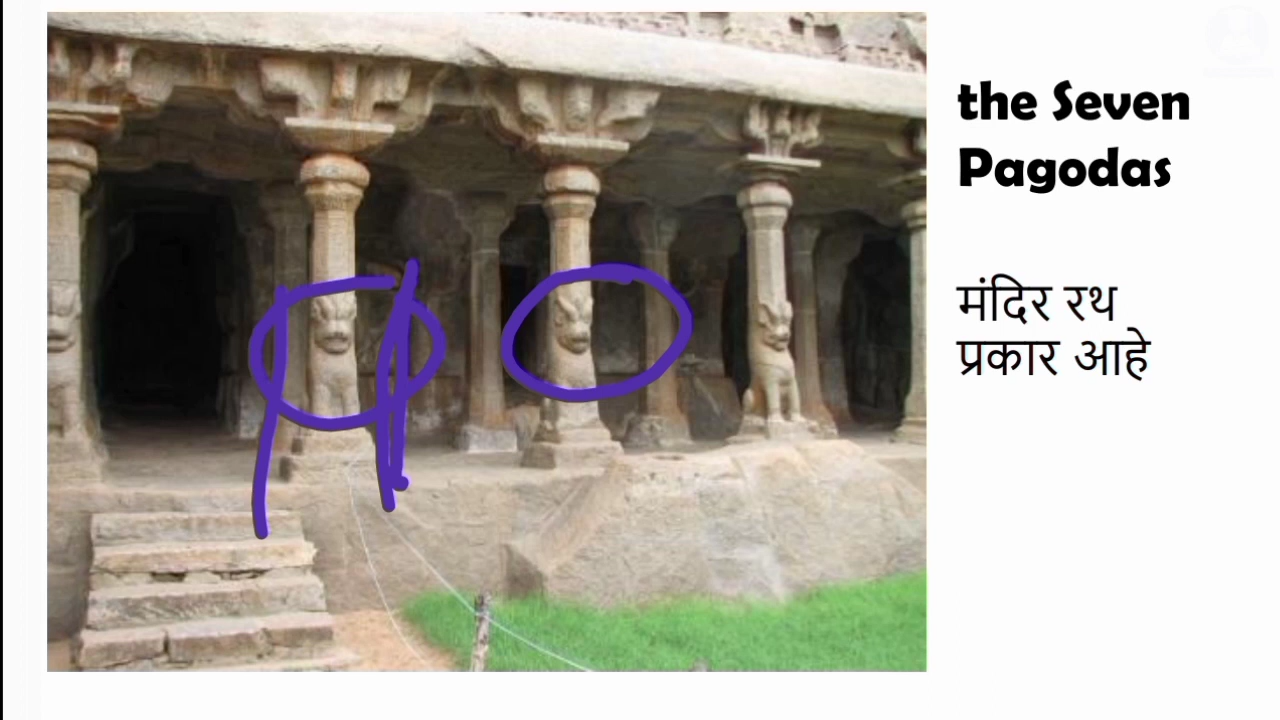 the Seven
Pagodas
मंदिर रथ
प्रकार आहे